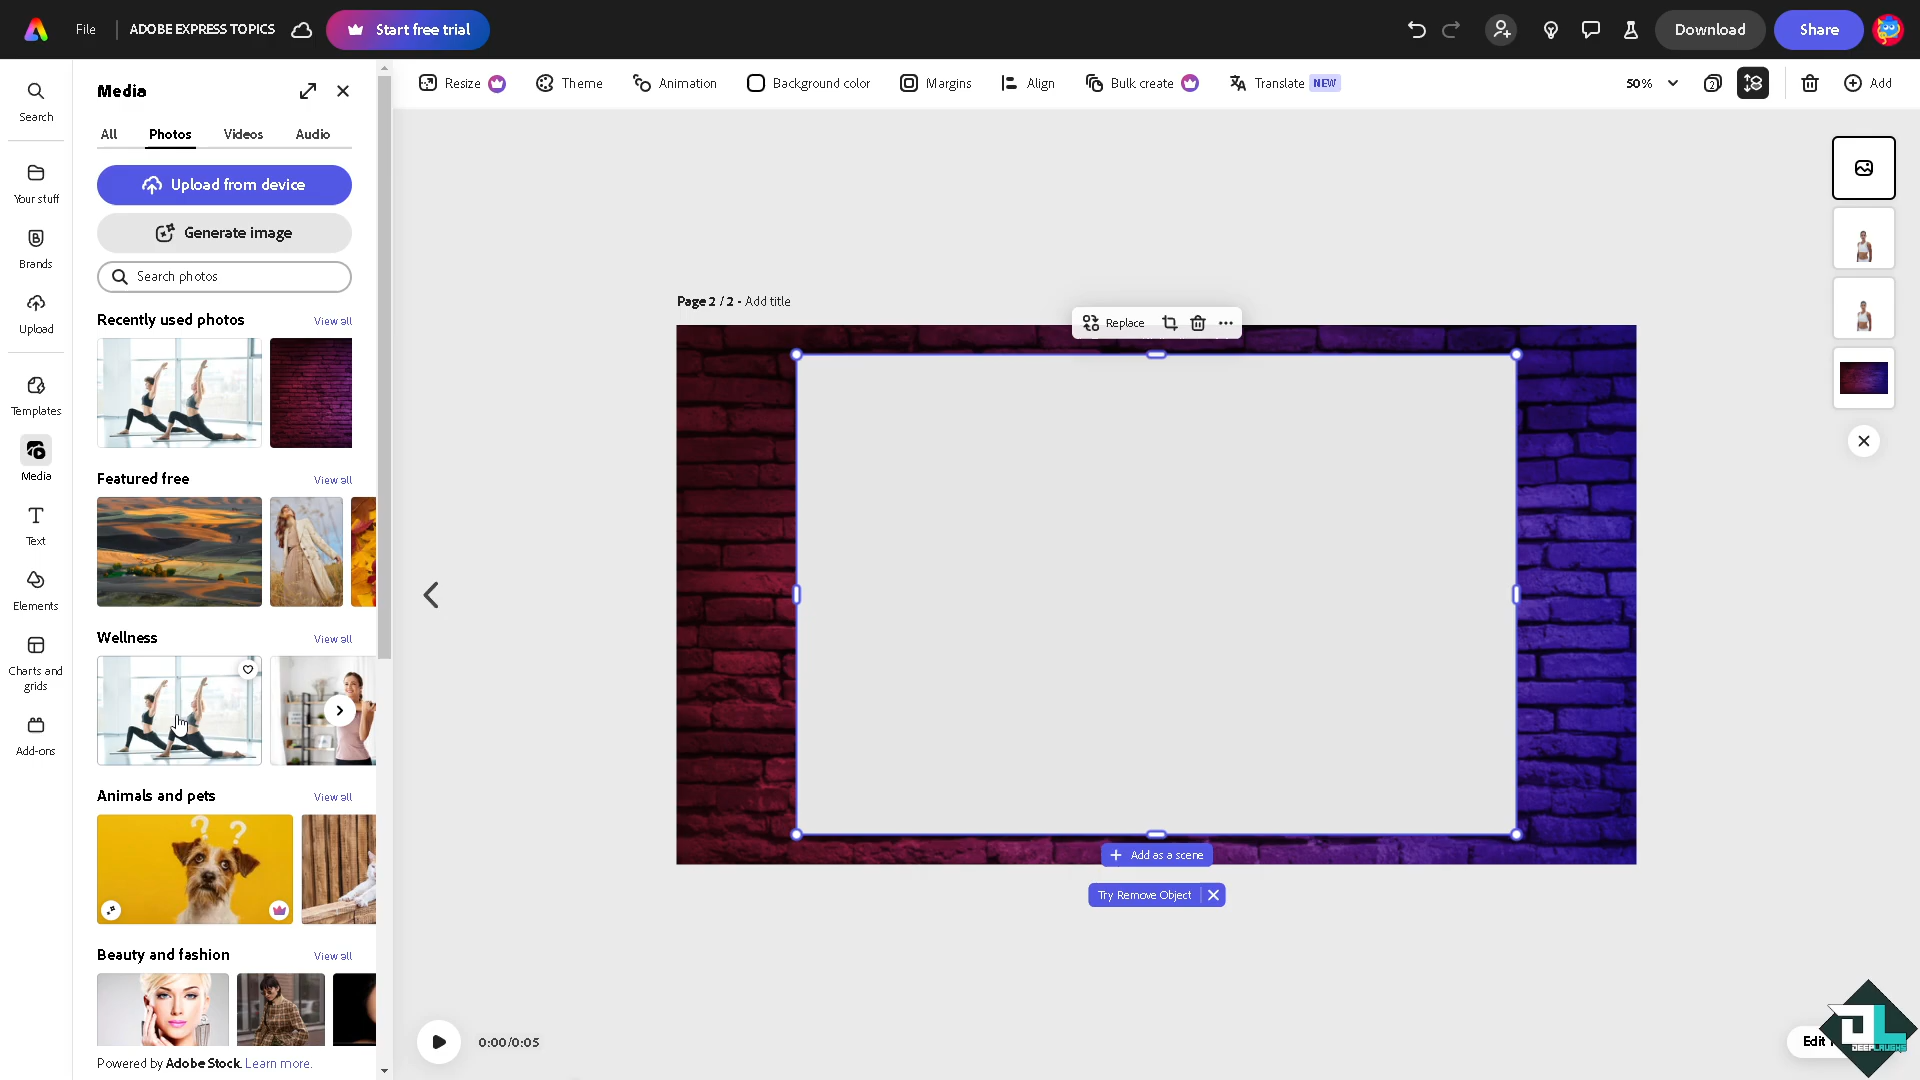 File
ADOBE EXPRESS TOPICS
Start free trial
Download
Share
Resize
Theme
Animation
Background color
Margins
Align
Bulk create
Translate NEW
50%
2
Add
Search
Your stuff
Brands
Upload
Templates
Media
Text
Elements
Charts and
grids
Add-ons
Media
All
Photos
Videos
Audio
Upload from device
Generate image
Search photos
Recently used photos
View all
Featured free
View all
Wellness
View all
Animals and pets
View all
Beauty and fashion
View all
Powered by Adobe Stock. Learn more.
Page 2 / 2 - Add title
Replace
Add as a scene
Try Remove Object
0:00/0:05
Edit
DEEPLAUGHS